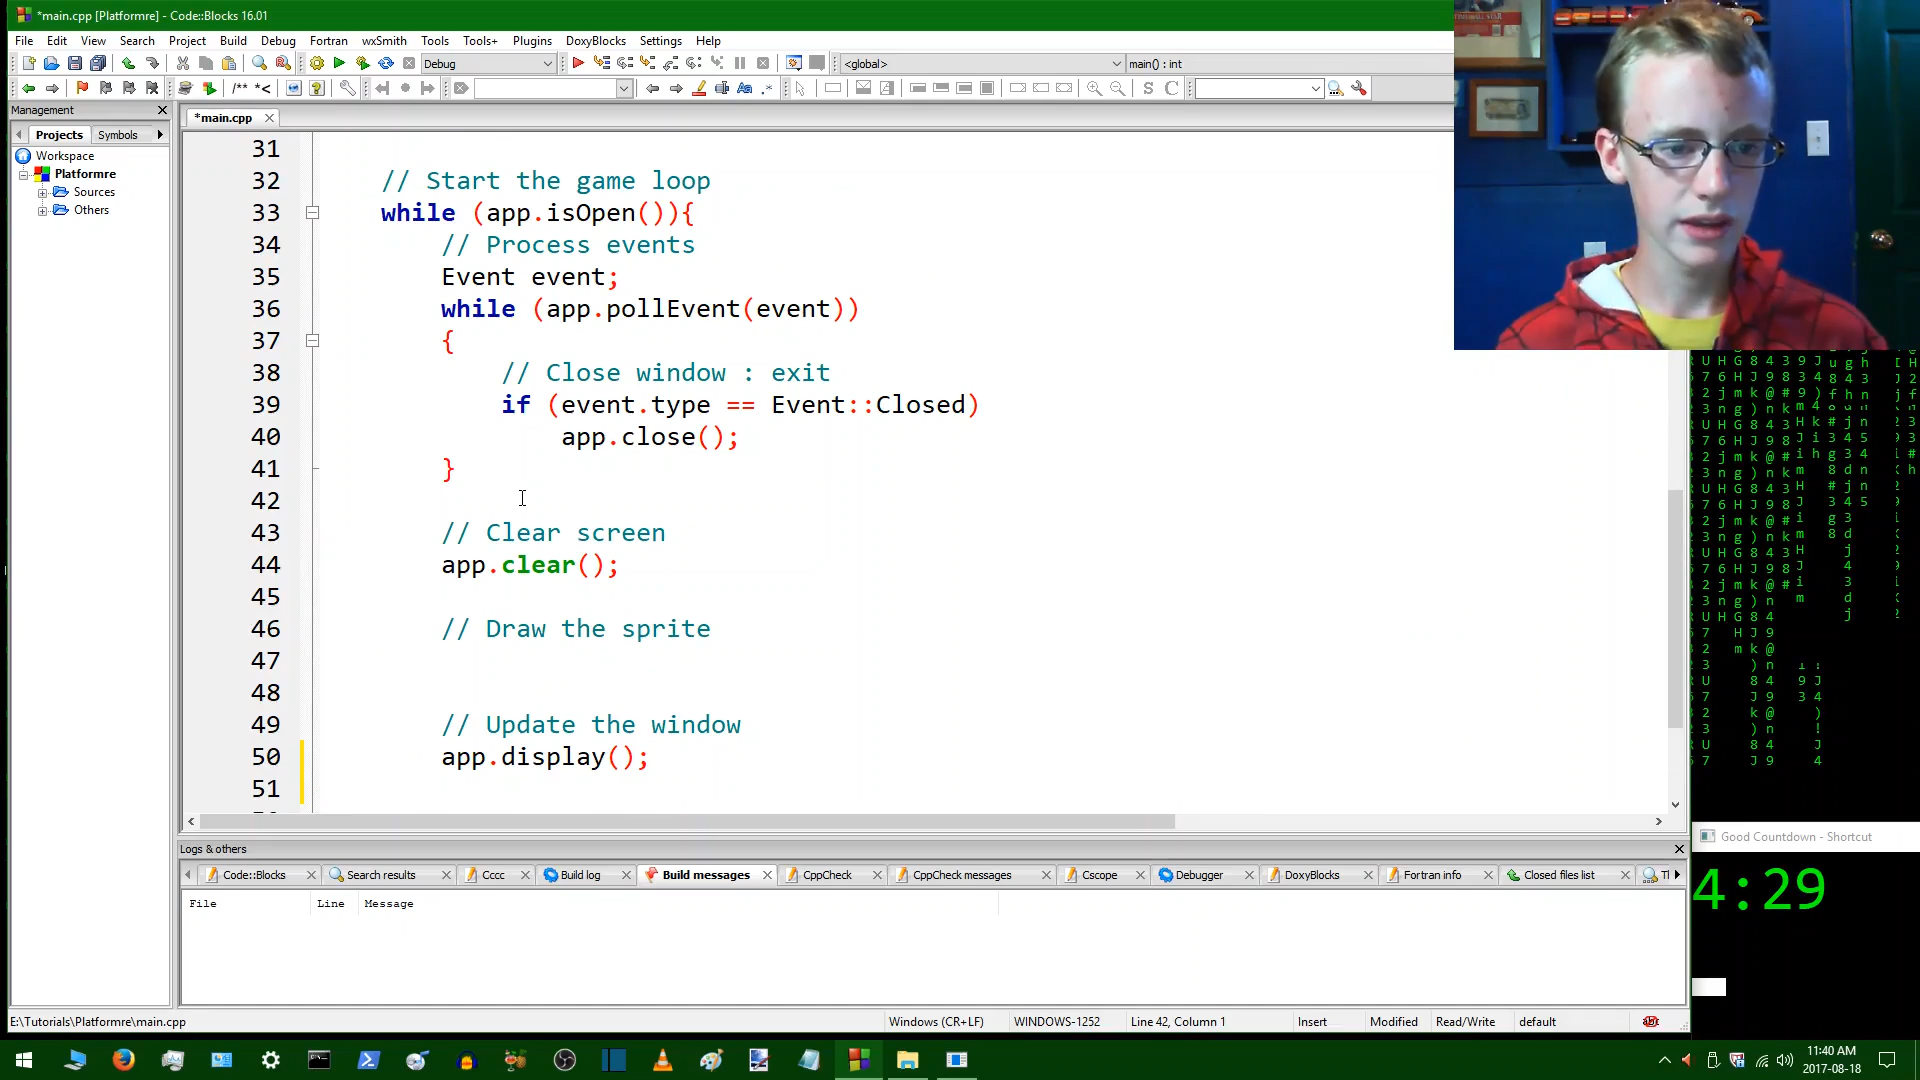 *main.cpp [Platformre] - Code::Blocks 16.01
File Edit View Search Project Build Debug Fortran wxSmith Tools Tools+ Plugins DoxyBlocks Settings Help
Debug <global> main() : int
/** *<
Management
*main.cpp
Projects Symbols
Workspace
Platformre
Sources
Others
31
32 // Start the game loop
33 while (app.isOpen()){
34 // Process events
35 Event event;
36 while (app.pollEvent(event))
37 {
38 // Close window : exit
39 if (event.type == Event::Closed)
40 app.close();
41 }
42
43 // Clear screen
44 app.clear();
45
46 // Draw the sprite
47
48
49 // Update the window
50 app.display();
51
Logs & others
Code::Blocks Search results Cccc Build log Build messages CppCheck CppCheck messages Cscope Debugger DoxyBlocks Fortran info Closed files list
File Line Message
Good Countdown - Shortcut
4:29
E:\Tutorials\Platformre\main.cpp Windows (CR+LF) WINDOWS-1252 Line 42, Column 1 Insert Modified Read/Write default
11:40 AM
2017-08-18